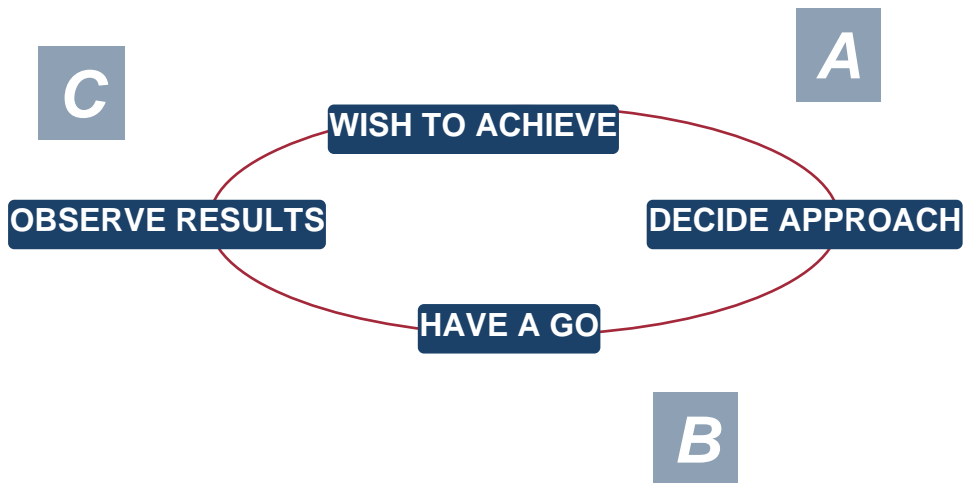 A
C
WISH TO ACHIEVE
OBSERVE RESULTS
DECIDE APPROACH
HAVE A GO
B